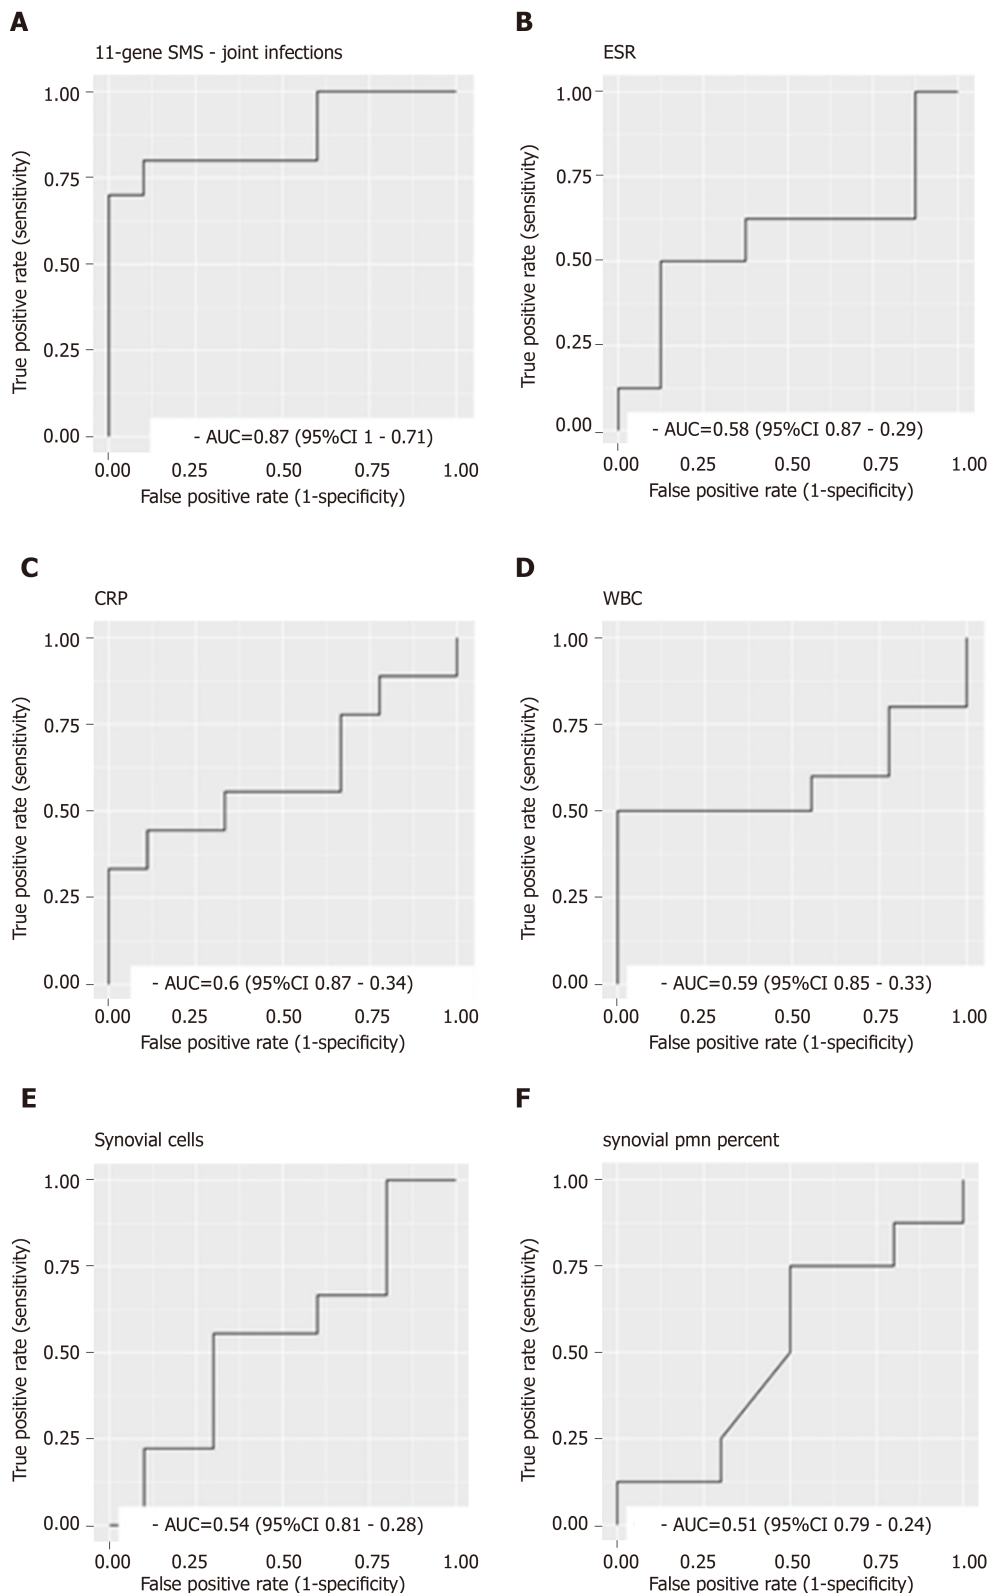 A
11-gene SMS - joint infections
True positive rate (sensitivity)
1.00
0.75
0.50
0.25
0.00
- AUC=0.87 (95%CI 1 - 0.71)
0.00 0.25 0.50 0.75 1.00
False positive rate (1-specificity)
B
ESR
True positive rate (sensitivity)
1.00
0.75
0.50
0.25
0.00
- AUC=0.58 (95%CI 0.87 - 0.29)
0.00 0.25 0.50 0.75 1.00
False positive rate (1-specificity)
C
CRP
True positive rate (sensitivity)
1.00
0.75
0.50
0.25
0.00
- AUC=0.6 (95%CI 0.87 - 0.34)
0.00 0.25 0.50 0.75 1.00
False positive rate (1-specificity)
D
WBC
True positive rate (sensitivity)
1.00
0.75
0.50
0.25
0.00
- AUC=0.59 (95%CI 0.85 - 0.33)
0.00 0.25 0.50 0.75 1.00
False positive rate (1-specificity)
E
Synovial cells
True positive rate (sensitivity)
1.00
0.75
0.50
0.25
0.00
- AUC=0.54 (95%CI 0.81 - 0.28)
0.00 0.25 0.50 0.75 1.00
False positive rate (1-specificity)
F
synovial pmn percent
True positive rate (sensitivity)
1.00
0.75
0.50
0.25
0.00
- AUC=0.51 (95%CI 0.79 - 0.24)
0.00 0.25 0.50 0.75 1.00
False positive rate (1-specificity)